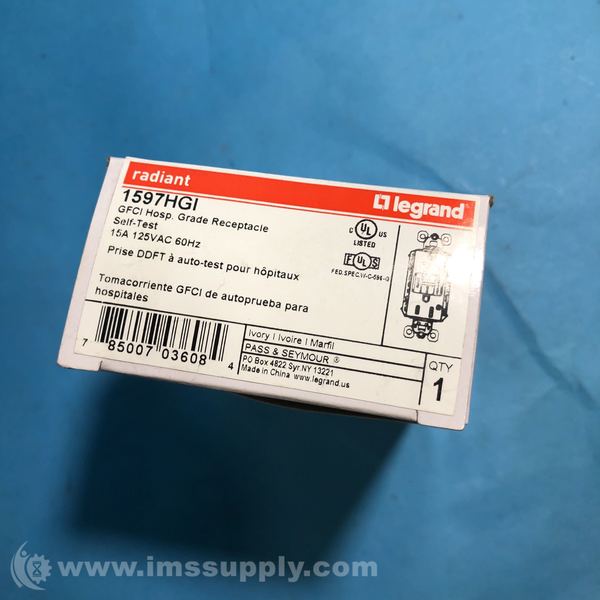 radiant
legrand
1597HGI
GFCI Hosp. Grade Receptacle
Self-Test
15A 125VAC 60Hz
Prise DDFT à auto-test pour hôpitaux
Tomacorriente GFCI de autoprueba para
hospitales
C UL US
LISTED
FED.SPEC.W-C-596-G
7 85007 03608 4
Ivory | Ivoire | Marfil
PASS & SEYMOUR ®
PO Box 4822 Syr.NY 13221
Made in China www.legrand.us
QTY
1
www.imssupply.com